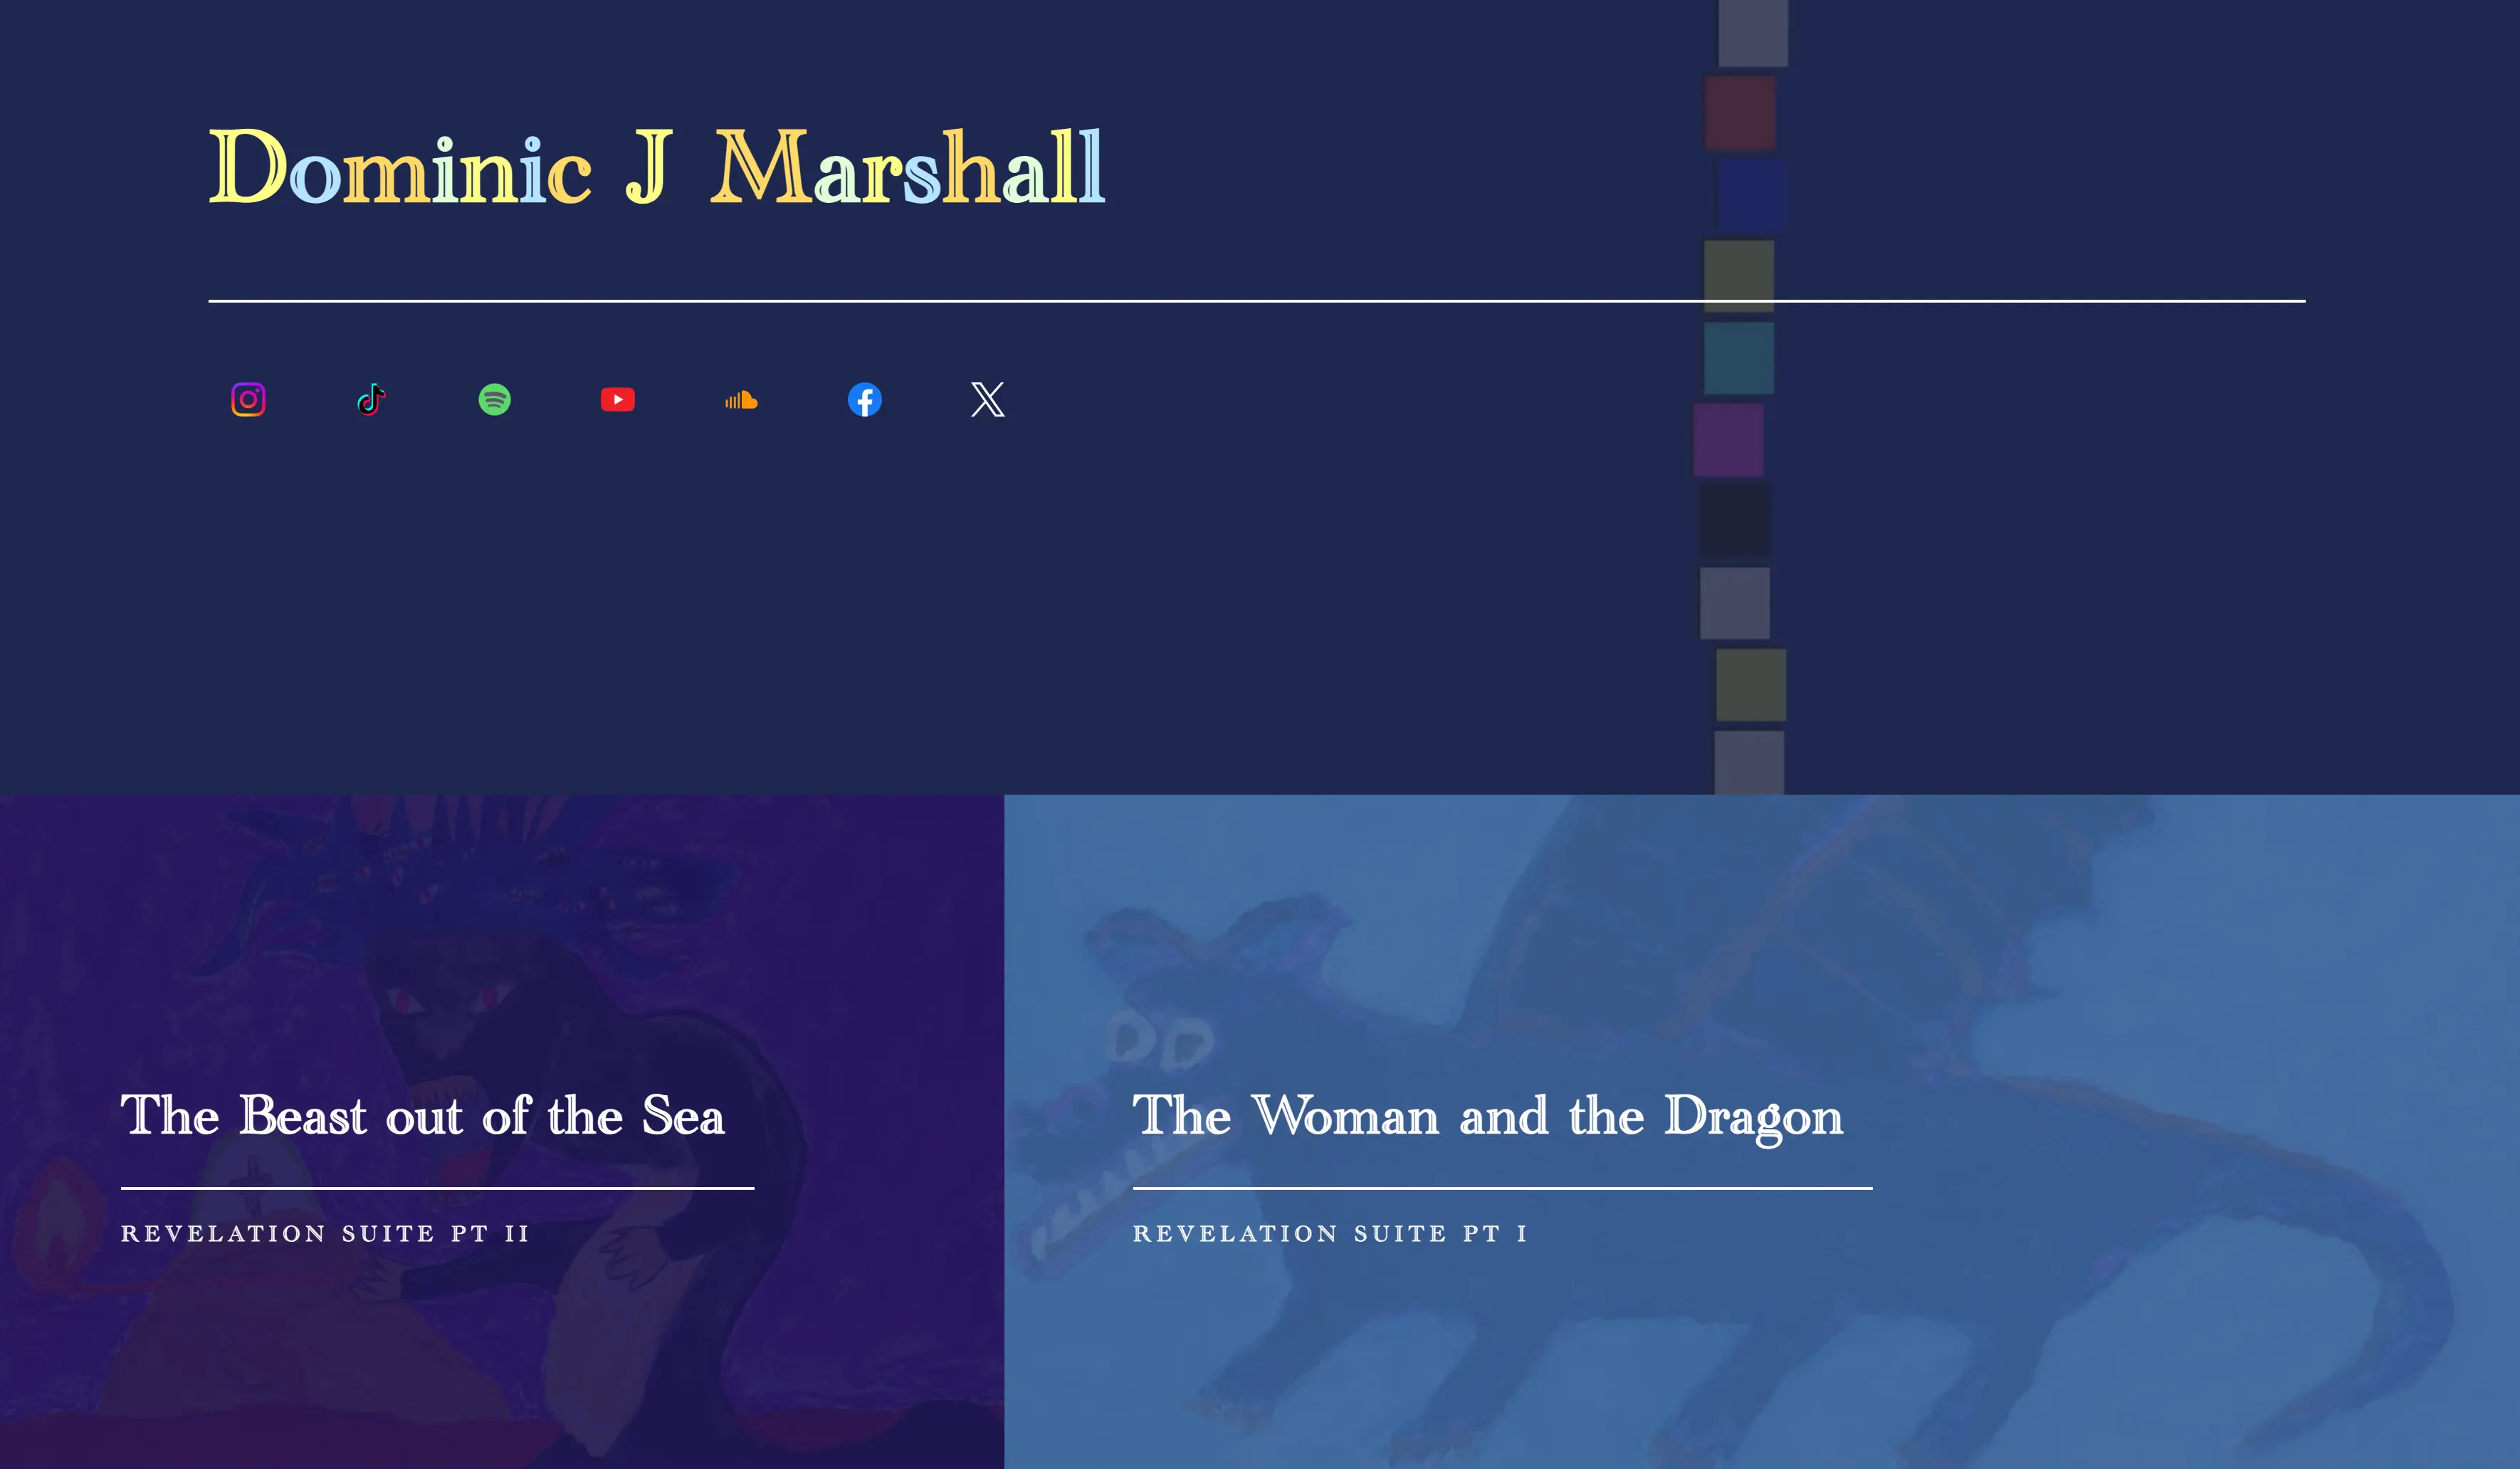 Dominic J Marshall
The Beast out of the Sea
REVELATION SUITE PT II
The Woman and the Dragon
REVELATION SUITE PT I